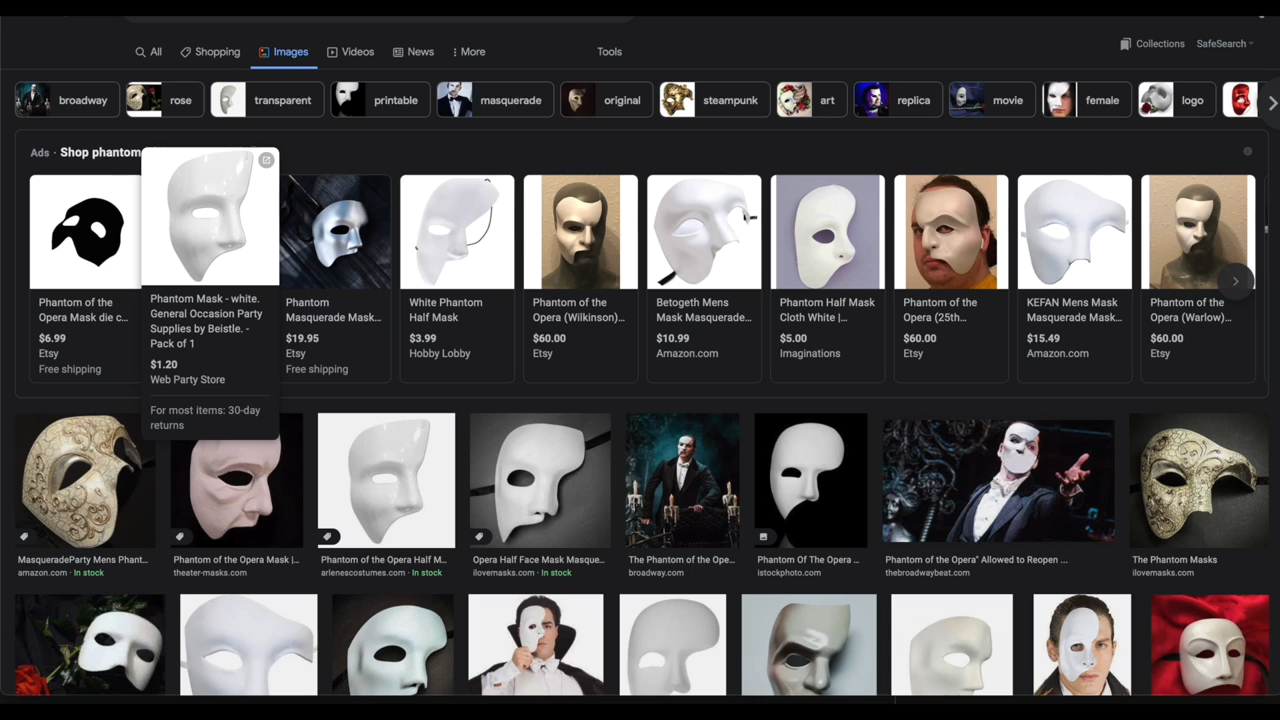 All
Shopping
Images
Videos
News
More
Tools
Collections
SafeSearch
broadway
rose
transparent
printable
masquerade
original
steampunk
art
replica
movie
female
logo
Ads · Shop phantom
Phantom of the
Opera Mask die c...
$6.99
Etsy
Free shipping
Phantom Mask - white.
General Occasion Party
Supplies by Beistle. -
Pack of 1
$1.20
Web Party Store
For most items: 30-day
returns
Phantom
Masquerade Mask...
$19.95
Etsy
Free shipping
White Phantom
Half Mask
$3.99
Hobby Lobby
Phantom of the
Opera (Wilkinson)...
$60.00
Etsy
Betogeth Mens
Mask Masquerade...
$10.99
Amazon.com
Phantom Half Mask
Cloth White |...
$5.00
Imaginations
Phantom of the
Opera (25th...
$60.00
Etsy
KEFAN Mens Mask
Masquerade Mask...
$15.49
Amazon.com
Phantom of the
Opera (Warlow)...
$60.00
Etsy
MasqueradeParty Mens Phant...
amazon.com · In stock
Phantom of the Opera Mask |...
theater-masks.com
Phantom of the Opera Half M...
arlenescostumes.com · In stock
Opera Half Face Mask Masque...
ilovemasks.com · In stock
The Phantom of the Ope...
broadway.com
Phantom Of The Opera ...
istockphoto.com
Phantom of the Opera" Allowed to Reopen ...
thebroadwaybeat.com
The Phantom Masks
ilovemasks.com